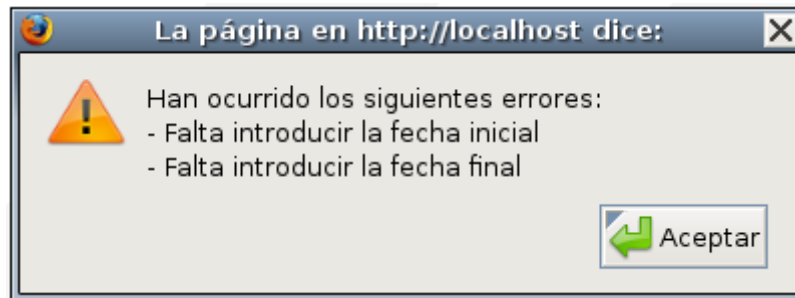 La página en http://localhost dice:
Han ocurrido los siguientes errores:
- Falta introducir la fecha inicial
- Falta introducir la fecha final
Aceptar